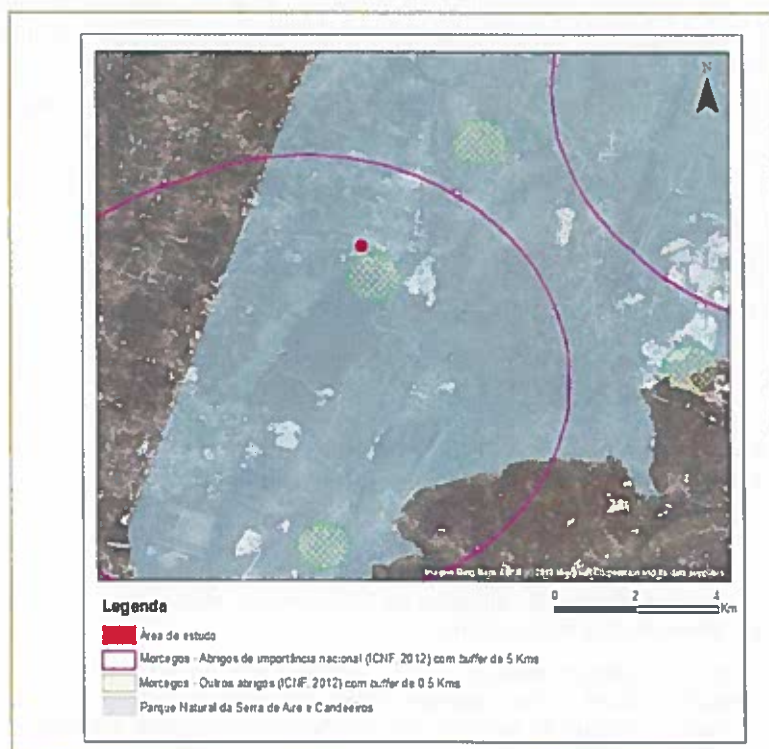 N
2
4
0
Km
Legenda
Área de estudo
Morcegos - Abrigos de importância nacional (ICNF, 2012) com buffer de 5 Kms
Morcegos - Outros abrigos (ICNF, 2012) com buffer de 0.5 Kms
Parque Natural da Serra de Aire e Candeeiros